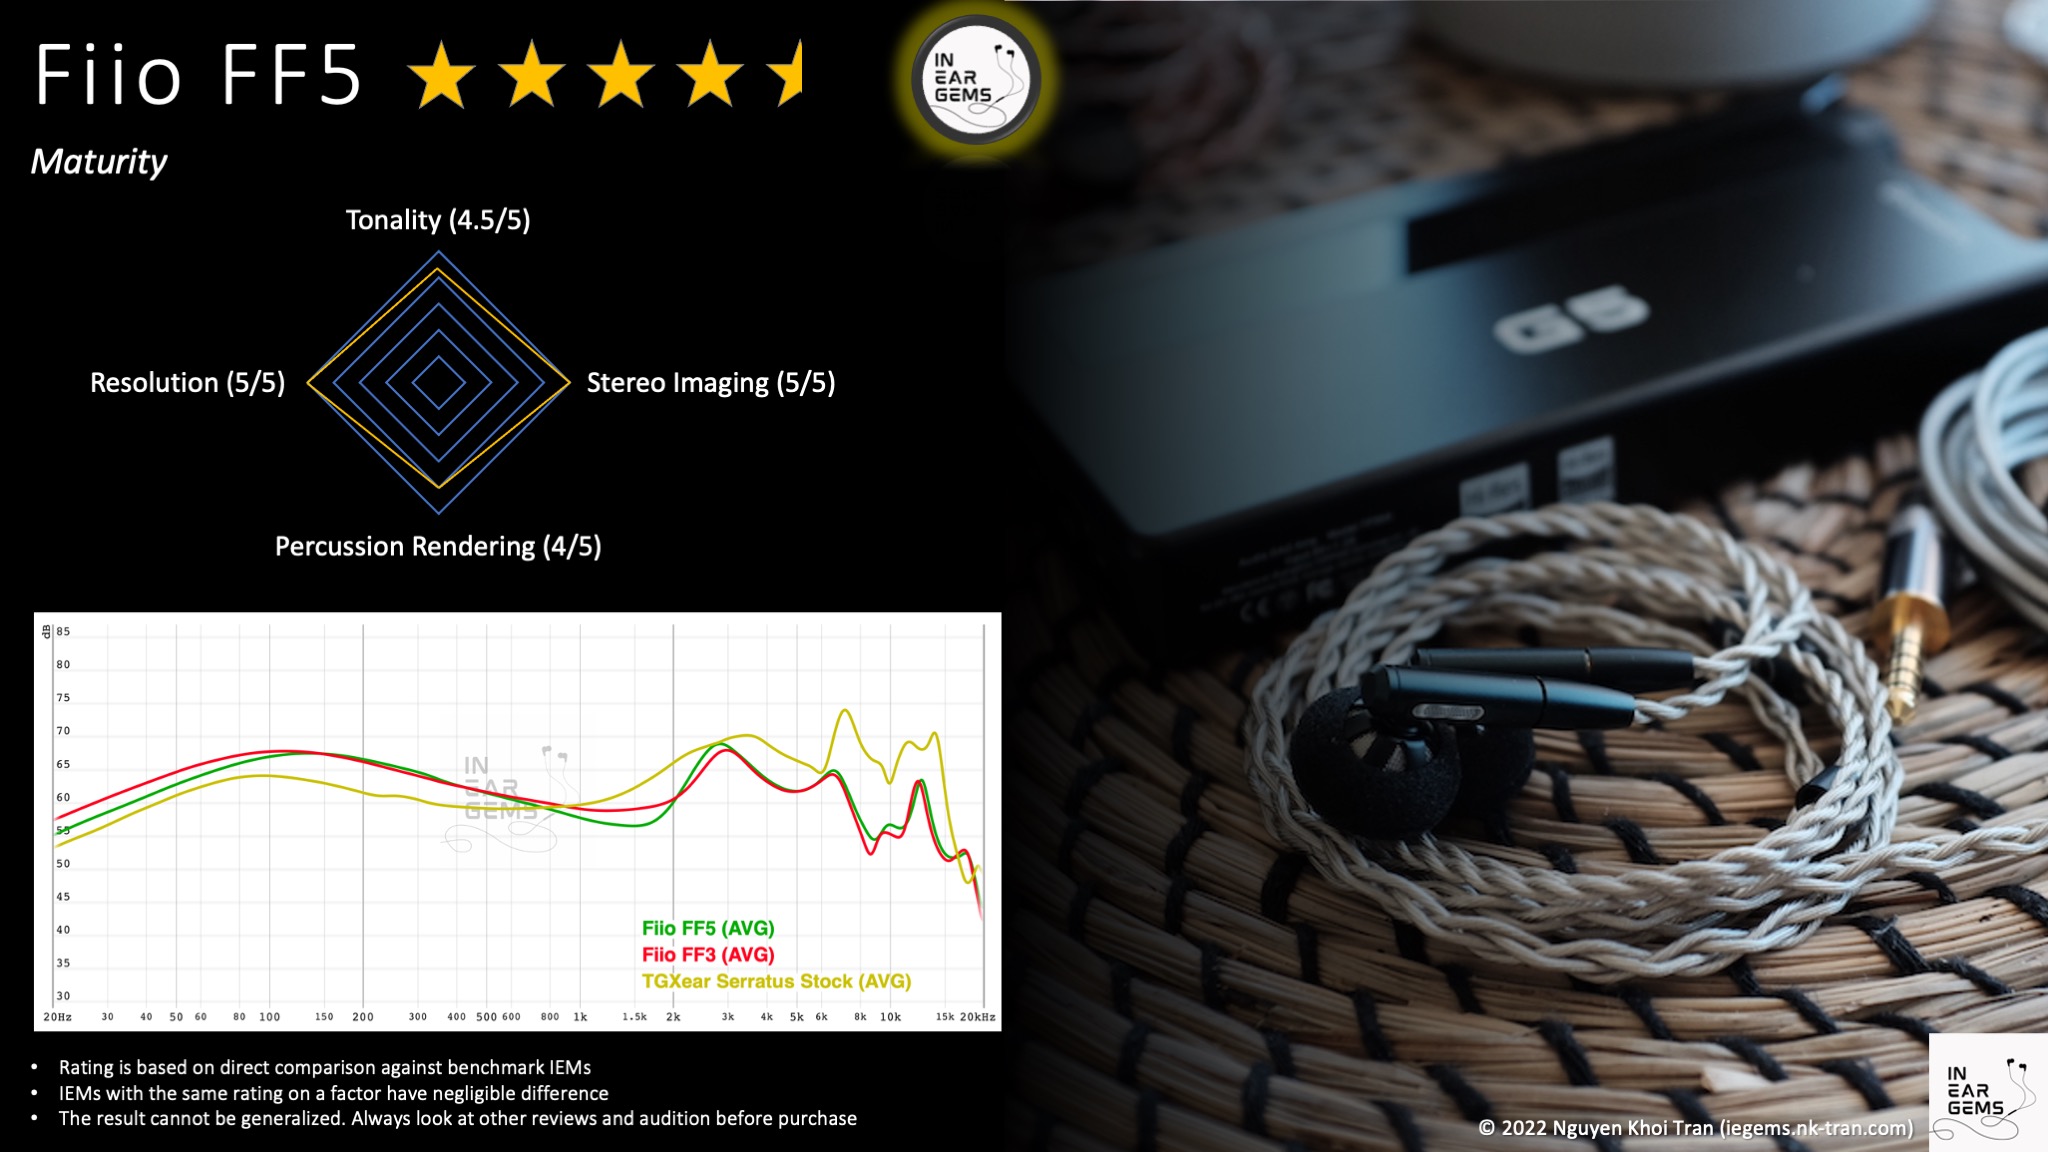 Fiio FF5
IN
EAR
GEMS
Maturity
Tonality (4.5/5)
Resolution (5/5)
Stereo Imaging (5/5)
Percussion Rendering (4/5)
G5
CE FC
dB
85
80
75
70
65
60
55
50
45
40
35
30
IN
EAR
GEMS
Fiio FF5 (AVG)
Fiio FF3 (AVG)
TGXear Serratus Stock (AVG)
20Hz 30 40 50 60 80 100 150 200 300 400 500 600 800 1k 1.5k 2k 3k 4k 5k 6k 8k 10k 15k 20kHz
• Rating is based on direct comparison against benchmark IEMs
• IEMs with the same rating on a factor have negligible difference
• The result cannot be generalized. Always look at other reviews and audition before purchase
© 2022 Nguyen Khoi Tran (iegems.nk-tran.com)
IN
EAR
GEMS